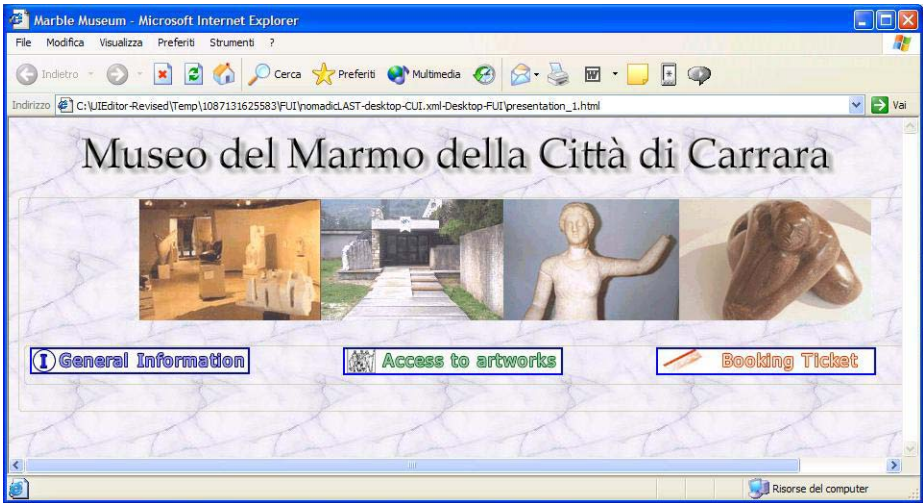 Marble Museum - Microsoft Internet Explorer
File Modifica Visualizza Preferiti Strumenti ?
Indietro Cerca Preferiti Multimedia
Indirizzo C:\UIEditor-Revised\Temp\1087131625583\FUI\nomadicLAST-desktop-CUI.xml-Desktop-FUI\presentation_1.html Vai
Museo del Marmo della Città di Carrara
General Information Access to artworks Booking Ticket
Risorse del computer